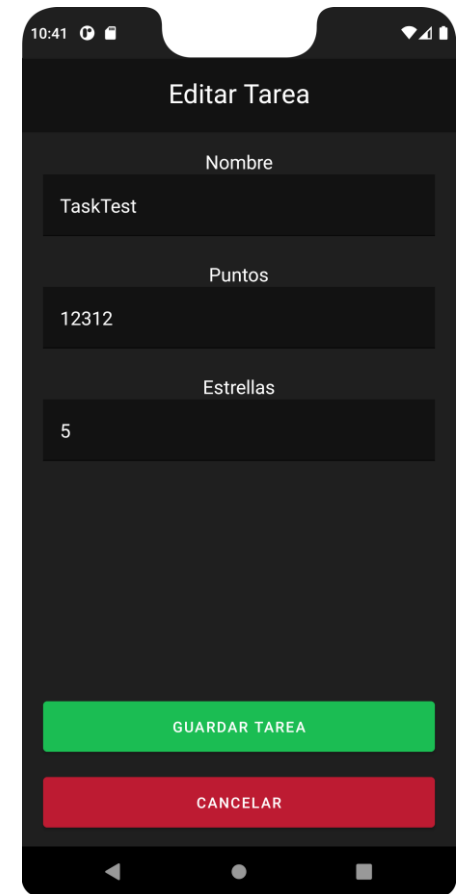 10:41
Editar Tarea
Nombre
TaskTest
Puntos
12312
Estrellas
5
GUARDAR TAREA
CANCELAR